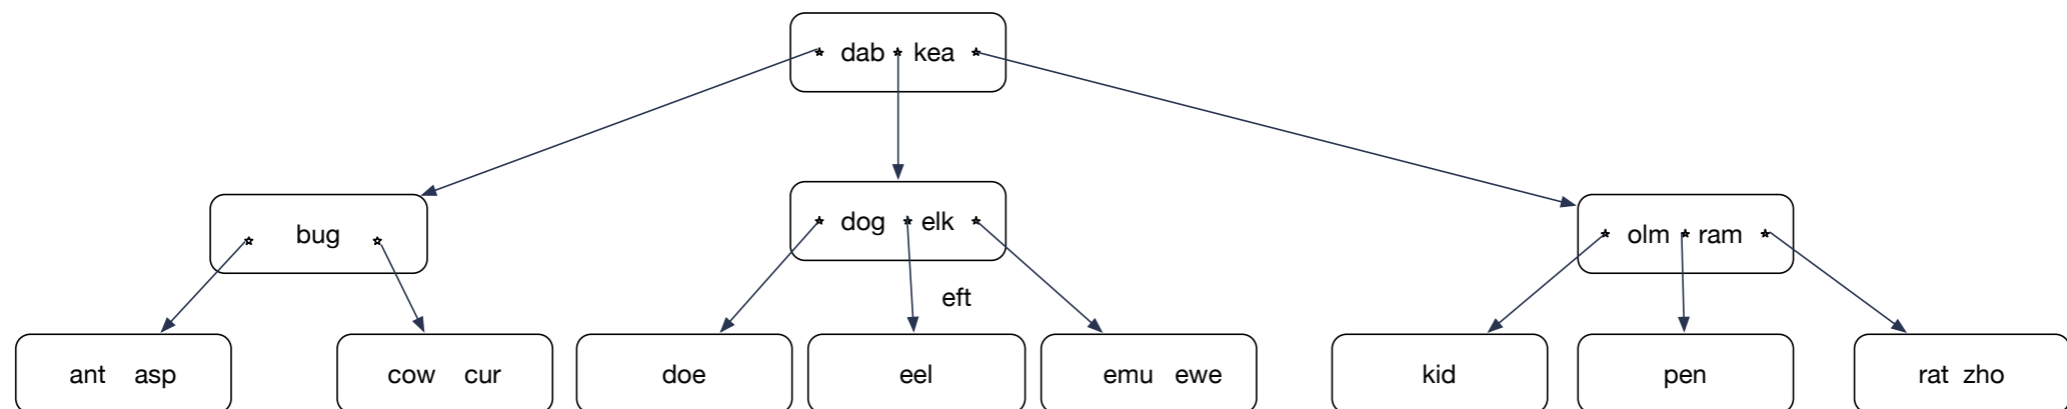 dab kea
bug
dog elk
olm ram
eft
ant asp
cow cur
doe
eel
emu ewe
kid
pen
rat zho